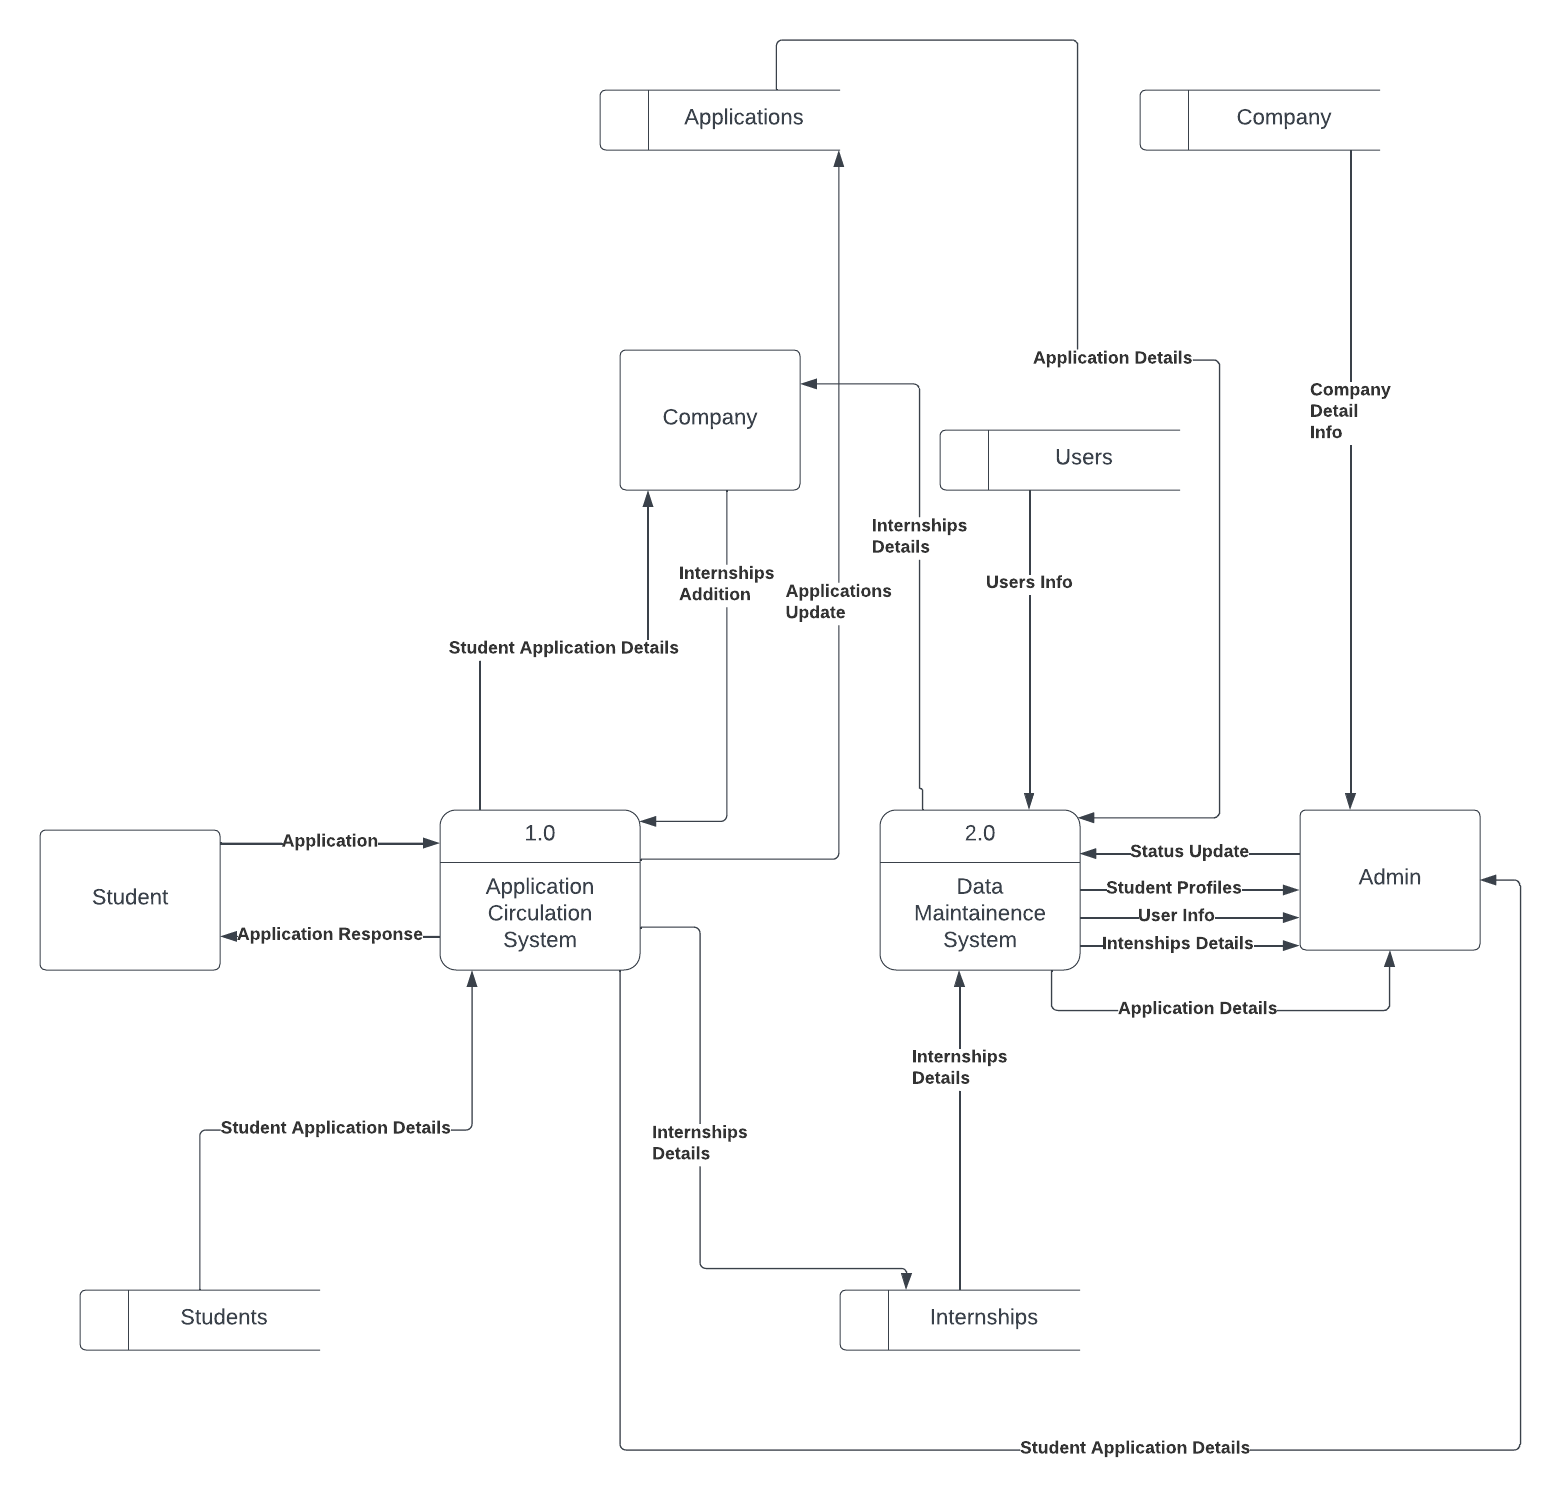 Applications
Company
Application Details
Company
Detail
Info
Company
Users
Internships
Details
Users Info
Internships
Addition
Applications
Update
Student Application Details
1.0
Application
Circulation
System
2.0
Data
Maintainence
System
Application
Student
Application Response
Status Update
Student Profiles
User Info
Intenships Details
Admin
Application Details
Internships
Details
Student Application Details
Internships
Details
Students
Internships
Student Application Details